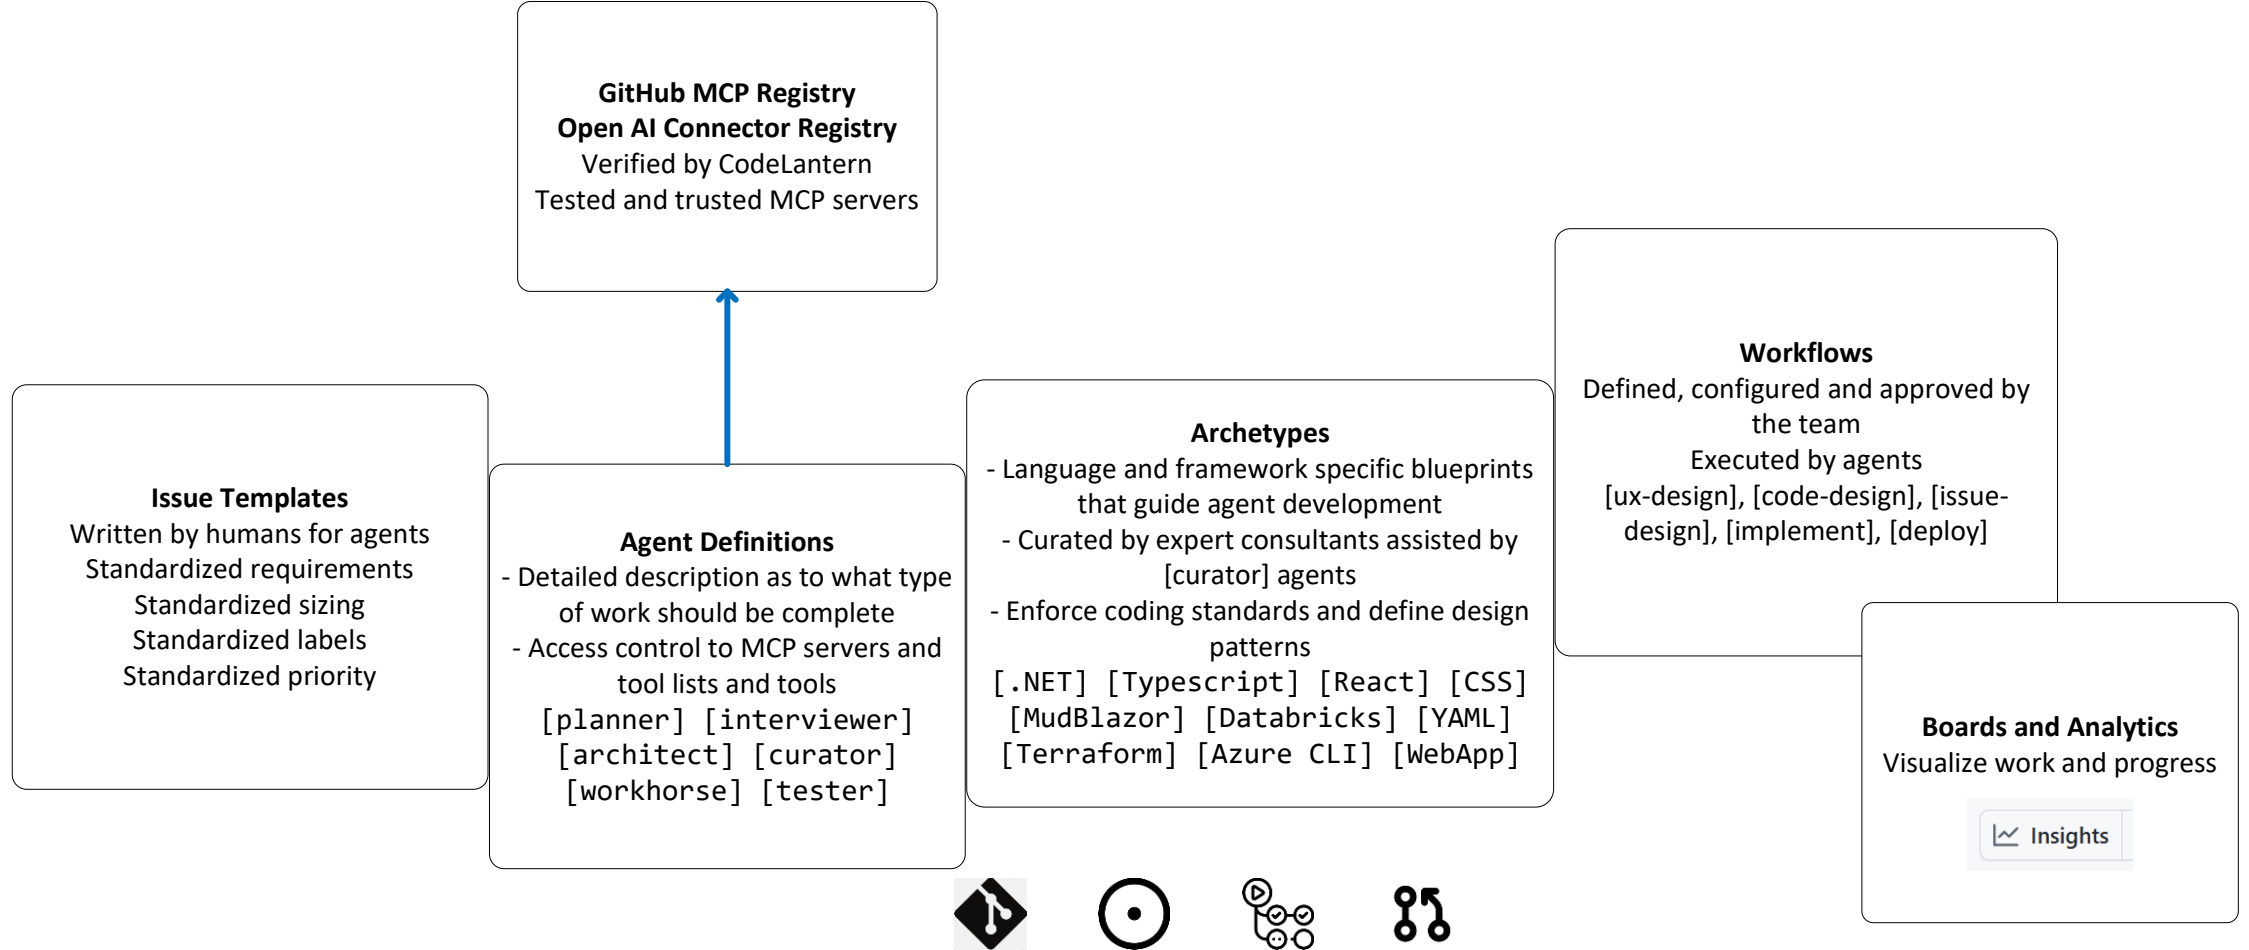 GitHub MCP Registry
Open AI Connector Registry
Verified by CodeLantern
Tested and trusted MCP servers
Issue Templates
Written by humans for agents
Standardized requirements
Standardized sizing
Standardized labels
Standardized priority
Agent Definitions
- Detailed description as to what type
of work should be complete
- Access control to MCP servers and
tool lists and tools
[planner] [interviewer]
[architect] [curator]
[workhorse] [tester]
Archetypes
- Language and framework specific blueprints
that guide agent development
- Curated by expert consultants assisted by
[curator] agents
- Enforce coding standards and define design
patterns
[.NET] [Typescript] [React] [CSS]
[MudBlazor] [Databricks] [YAML]
[Terraform] [Azure CLI] [WebApp]
Workflows
Defined, configured and approved by
the team
Executed by agents
[ux-design], [code-design], [issue-
design], [implement], [deploy]
Boards and Analytics
Visualize work and progress
Insights